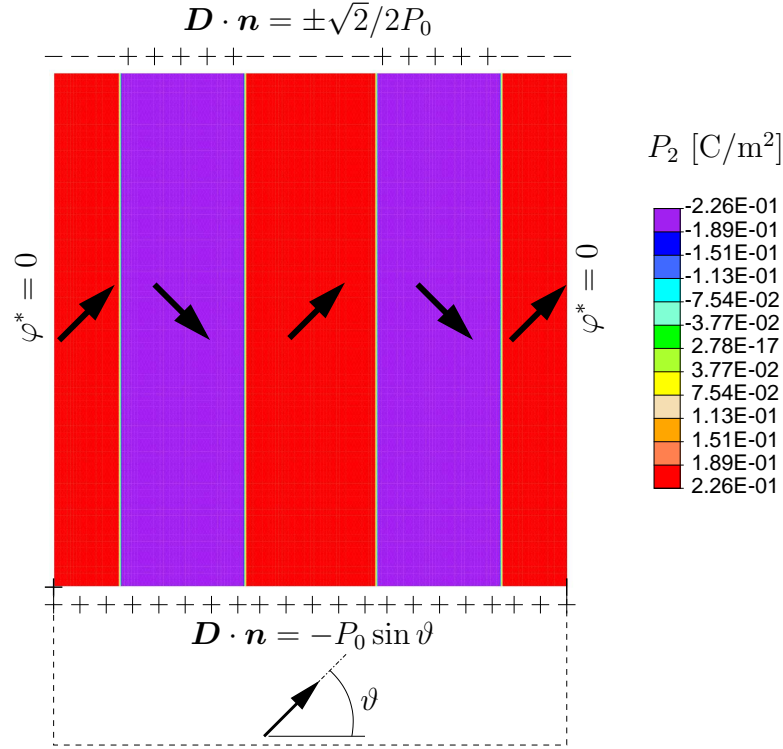 D · n = ±√2/2P₀
− − − + + + + + − − − − − + + + + + − − −
P₂ [C/m²]
φ* = 0
φ* = 0
-2.26E-01
-1.89E-01
-1.51E-01
-1.13E-01
-7.54E-02
-3.77E-02
2.78E-17
3.77E-02
7.54E-02
1.13E-01
1.51E-01
1.89E-01
2.26E-01
+ + + + + + + + + + + + + + + + + + + +
D · n = −P₀ sin ϑ
ϑ